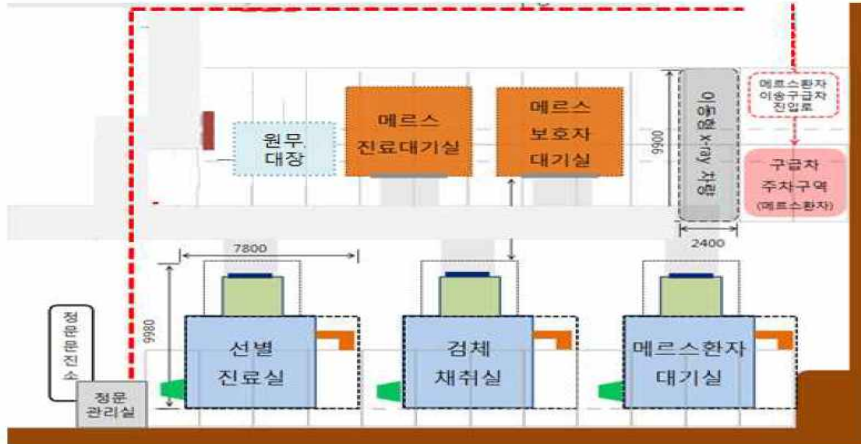 메르스환자
이송구급차
진입로
메르스
진료대기실
메르스
보호자
대기실
원무.
대장
이동형 x-ray 차량
9900
구급차
주차구역
(메르스환자)
7800
2400
9980
정문문진소
선별
진료실
검체
채취실
메르스환자
대기실
정문
관리실